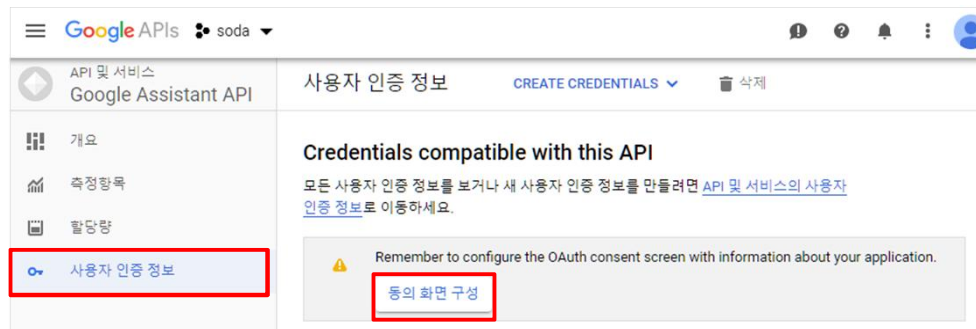 Google APIs soda
API 및 서비스
Google Assistant API
개요
측정항목
할당량
사용자 인증 정보
사용자 인증 정보 CREATE CREDENTIALS 삭제
Credentials compatible with this API
모든 사용자 인증 정보를 보거나 새 사용자 인증 정보를 만들려면 API 및 서비스의 사용자
인증 정보로 이동하세요.
Remember to configure the OAuth consent screen with information about your application.
동의 화면 구성